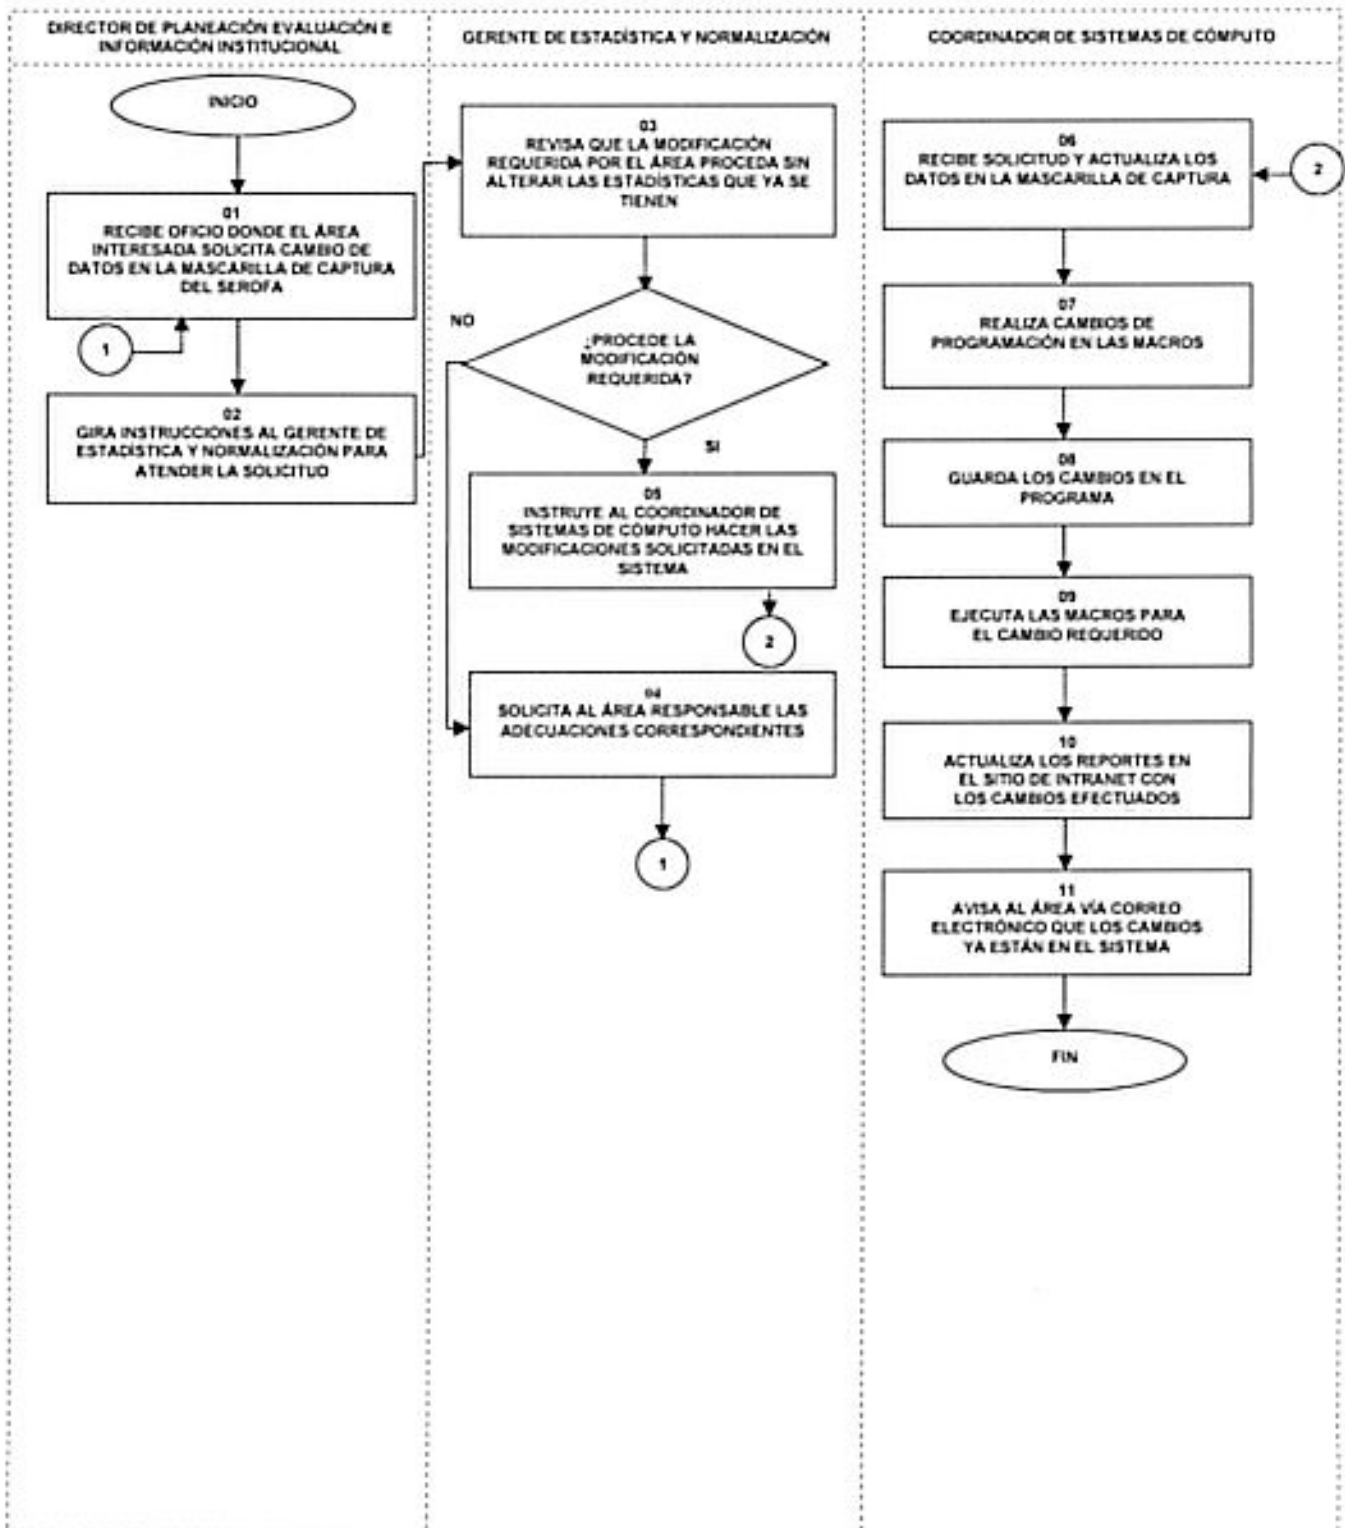 DIRECTOR DE PLANEACIÓN EVALUACIÓN E
INFORMACIÓN INSTITUCIONAL
INICIO
01
RECIBE OFICIO DONDE EL ÁREA
INTERESADA SOLICITA CAMBIO DE
DATOS EN LA MASCARILLA DE CAPTURA
DEL SEROFA
1
02
GIRA INSTRUCCIONES AL GERENTE DE
ESTADÍSTICA Y NORMALIZACIÓN PARA
ATENDER LA SOLICITUD
GERENTE DE ESTADÍSTICA Y NORMALIZACIÓN
03
REVISA QUE LA MODIFICACIÓN
REQUERIDA POR EL ÁREA PROCEDA SIN
ALTERAR LAS ESTADÍSTICAS QUE YA SE
TIENEN
NO
¿PROCEDE LA
MODIFICACIÓN
REQUERIDA?
SI
05
INSTRUYE AL COORDINADOR DE
SISTEMAS DE CÓMPUTO HACER LAS
MODIFICACIONES SOLICITADAS EN EL
SISTEMA
2
04
SOLICITA AL ÁREA RESPONSABLE LAS
ADECUACIONES CORRESPONDIENTES
1
COORDINADOR DE SISTEMAS DE CÓMPUTO
06
RECIBE SOLICITUD Y ACTUALIZA LOS
DATOS EN LA MASCARILLA DE CAPTURA
2
07
REALIZA CAMBIOS DE
PROGRAMACIÓN EN LAS MACROS
08
GUARDA LOS CAMBIOS EN EL
PROGRAMA
09
EJECUTA LAS MACROS PARA
EL CAMBIO REQUERIDO
10
ACTUALIZA LOS REPORTES EN
EL SITIO DE INTRANET CON
LOS CAMBIOS EFECTUADOS
11
AVISA AL ÁREA VÍA CORREO
ELECTRÓNICO QUE LOS CAMBIOS
YA ESTÁN EN EL SISTEMA
FIN